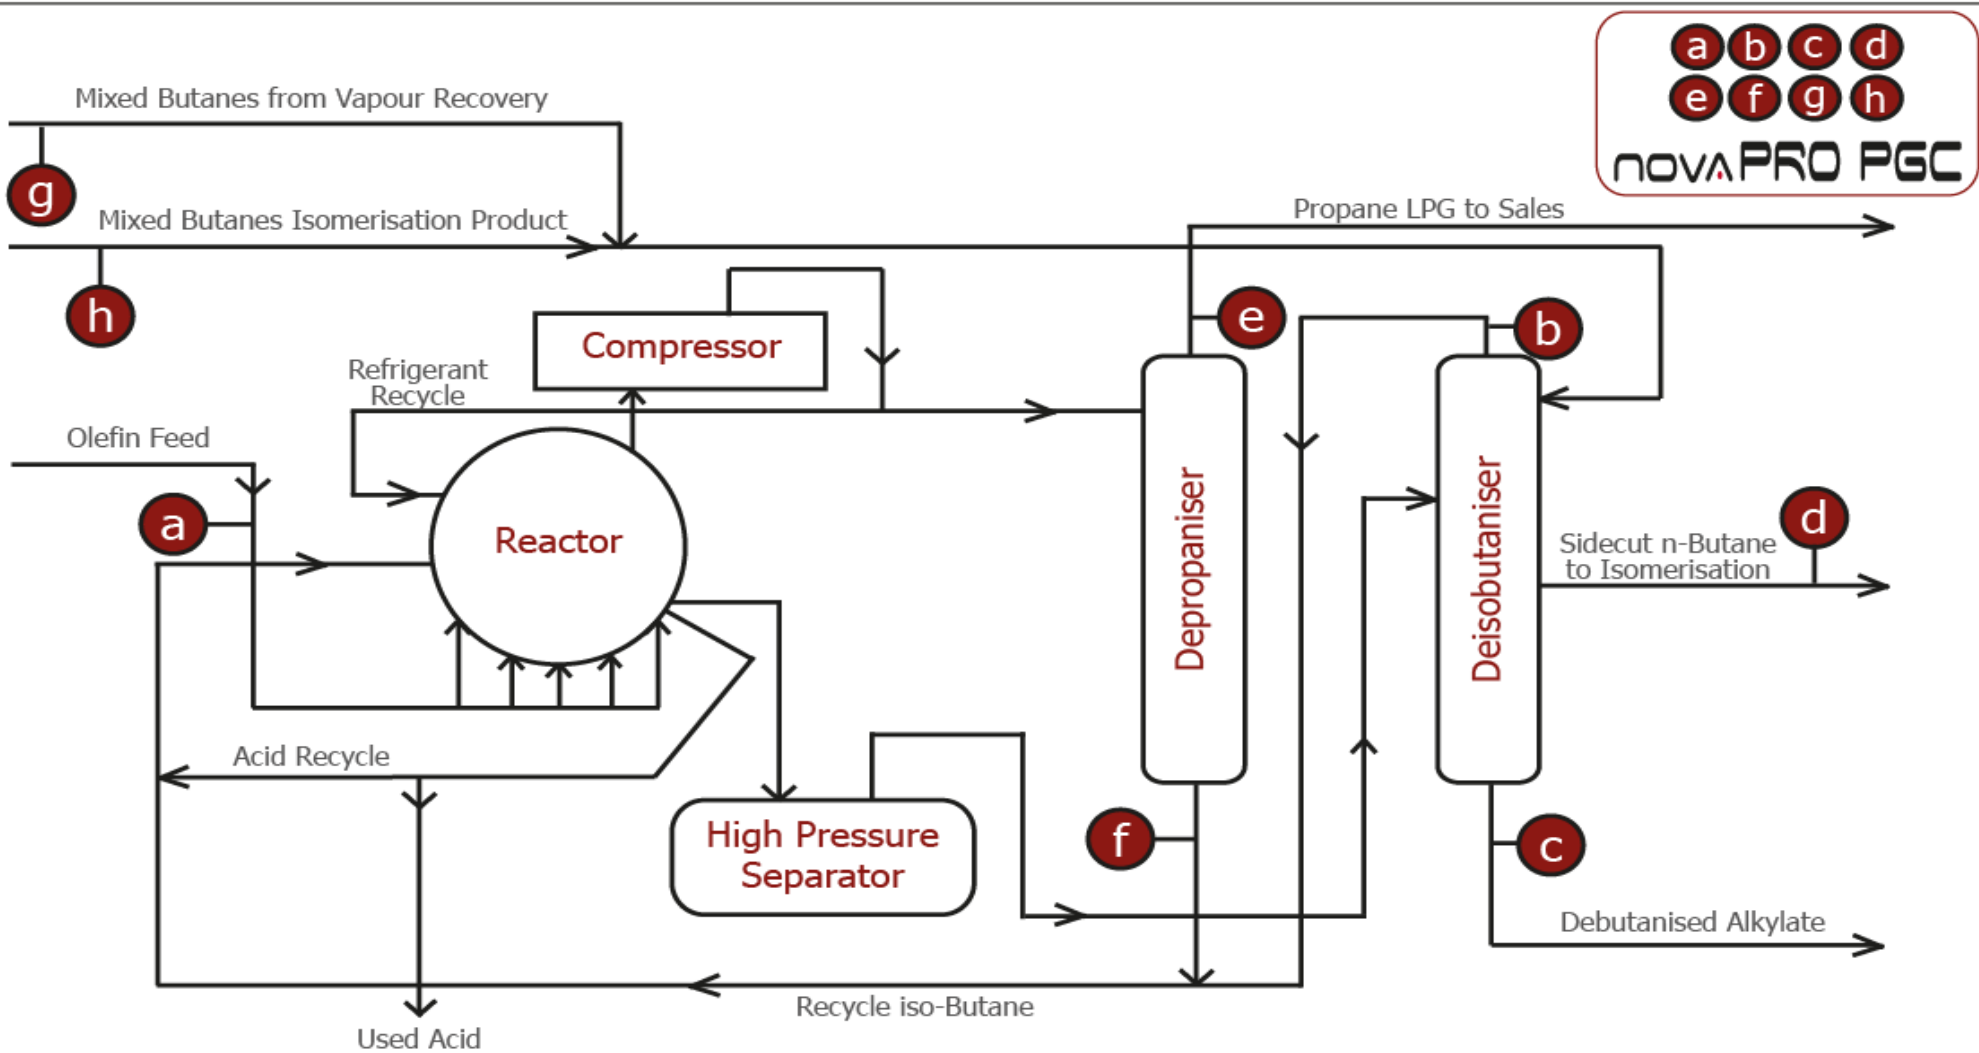 a b c d
e f g h
novaPRO PGC
Mixed Butanes from Vapour Recovery
g
Mixed Butanes Isomerisation Product
h
Propane LPG to Sales
Compressor
e
b
Refrigerant
Recycle
Olefin Feed
a
Reactor
Depropaniser
Deisobutaniser
d
Sidecut n-Butane
to Isomerisation
Acid Recycle
High Pressure
Separator
f
c
Debutanised Alkylate
Recycle iso-Butane
Used Acid